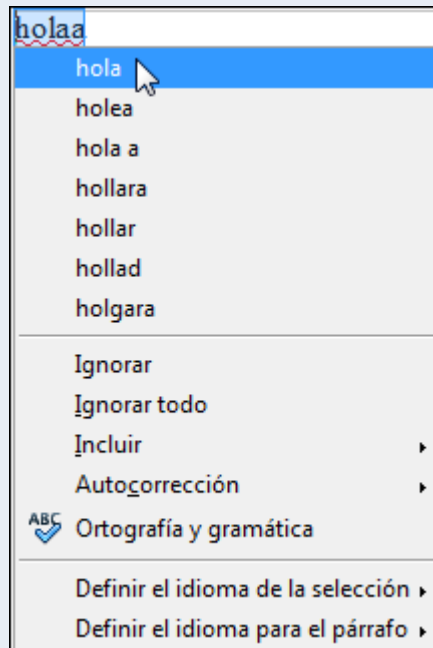 holaa
hola
holea
hola a
hollara
hollar
hollad
holgara
Ignorar
Ignorar todo
Incluir
Autocorrección
ABC Ortografía y gramática
Definir el idioma de la selección
Definir el idioma para el párrafo